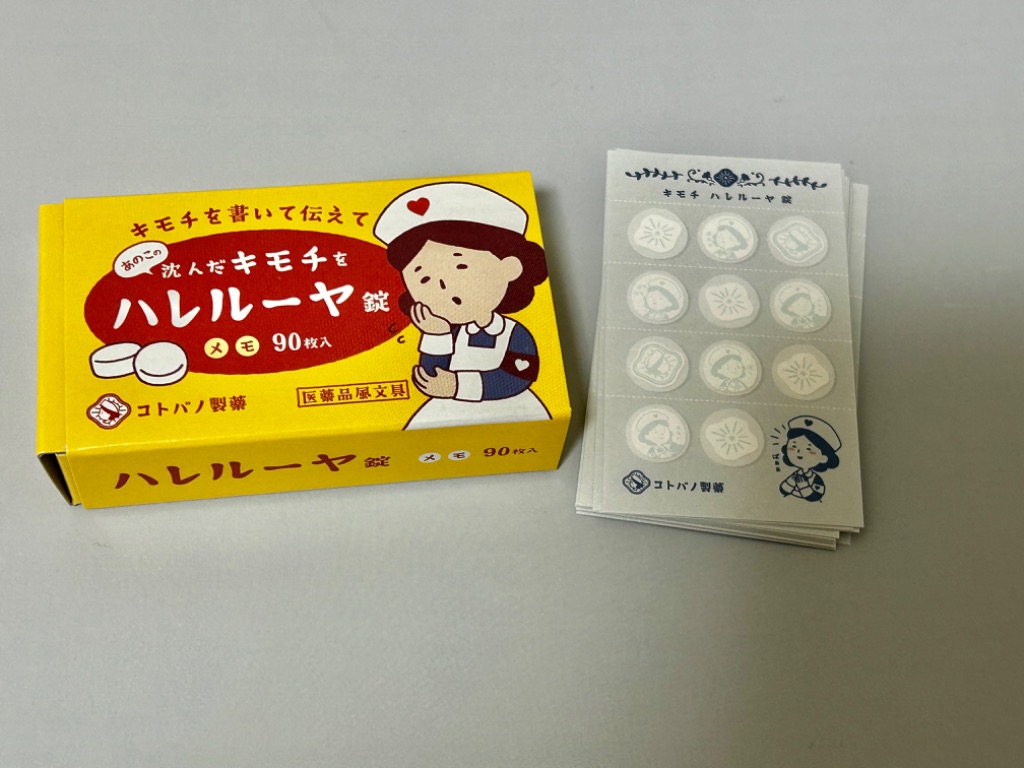 キモチを書いて伝えて
あのこの
沈んだキモチを
ハレルーヤ錠
メモ 90枚入
コトバノ製薬
医薬品風文具
ハレルーヤ錠 メモ 90枚入
キモチ ハレルーヤ 錠
コトバノ製薬